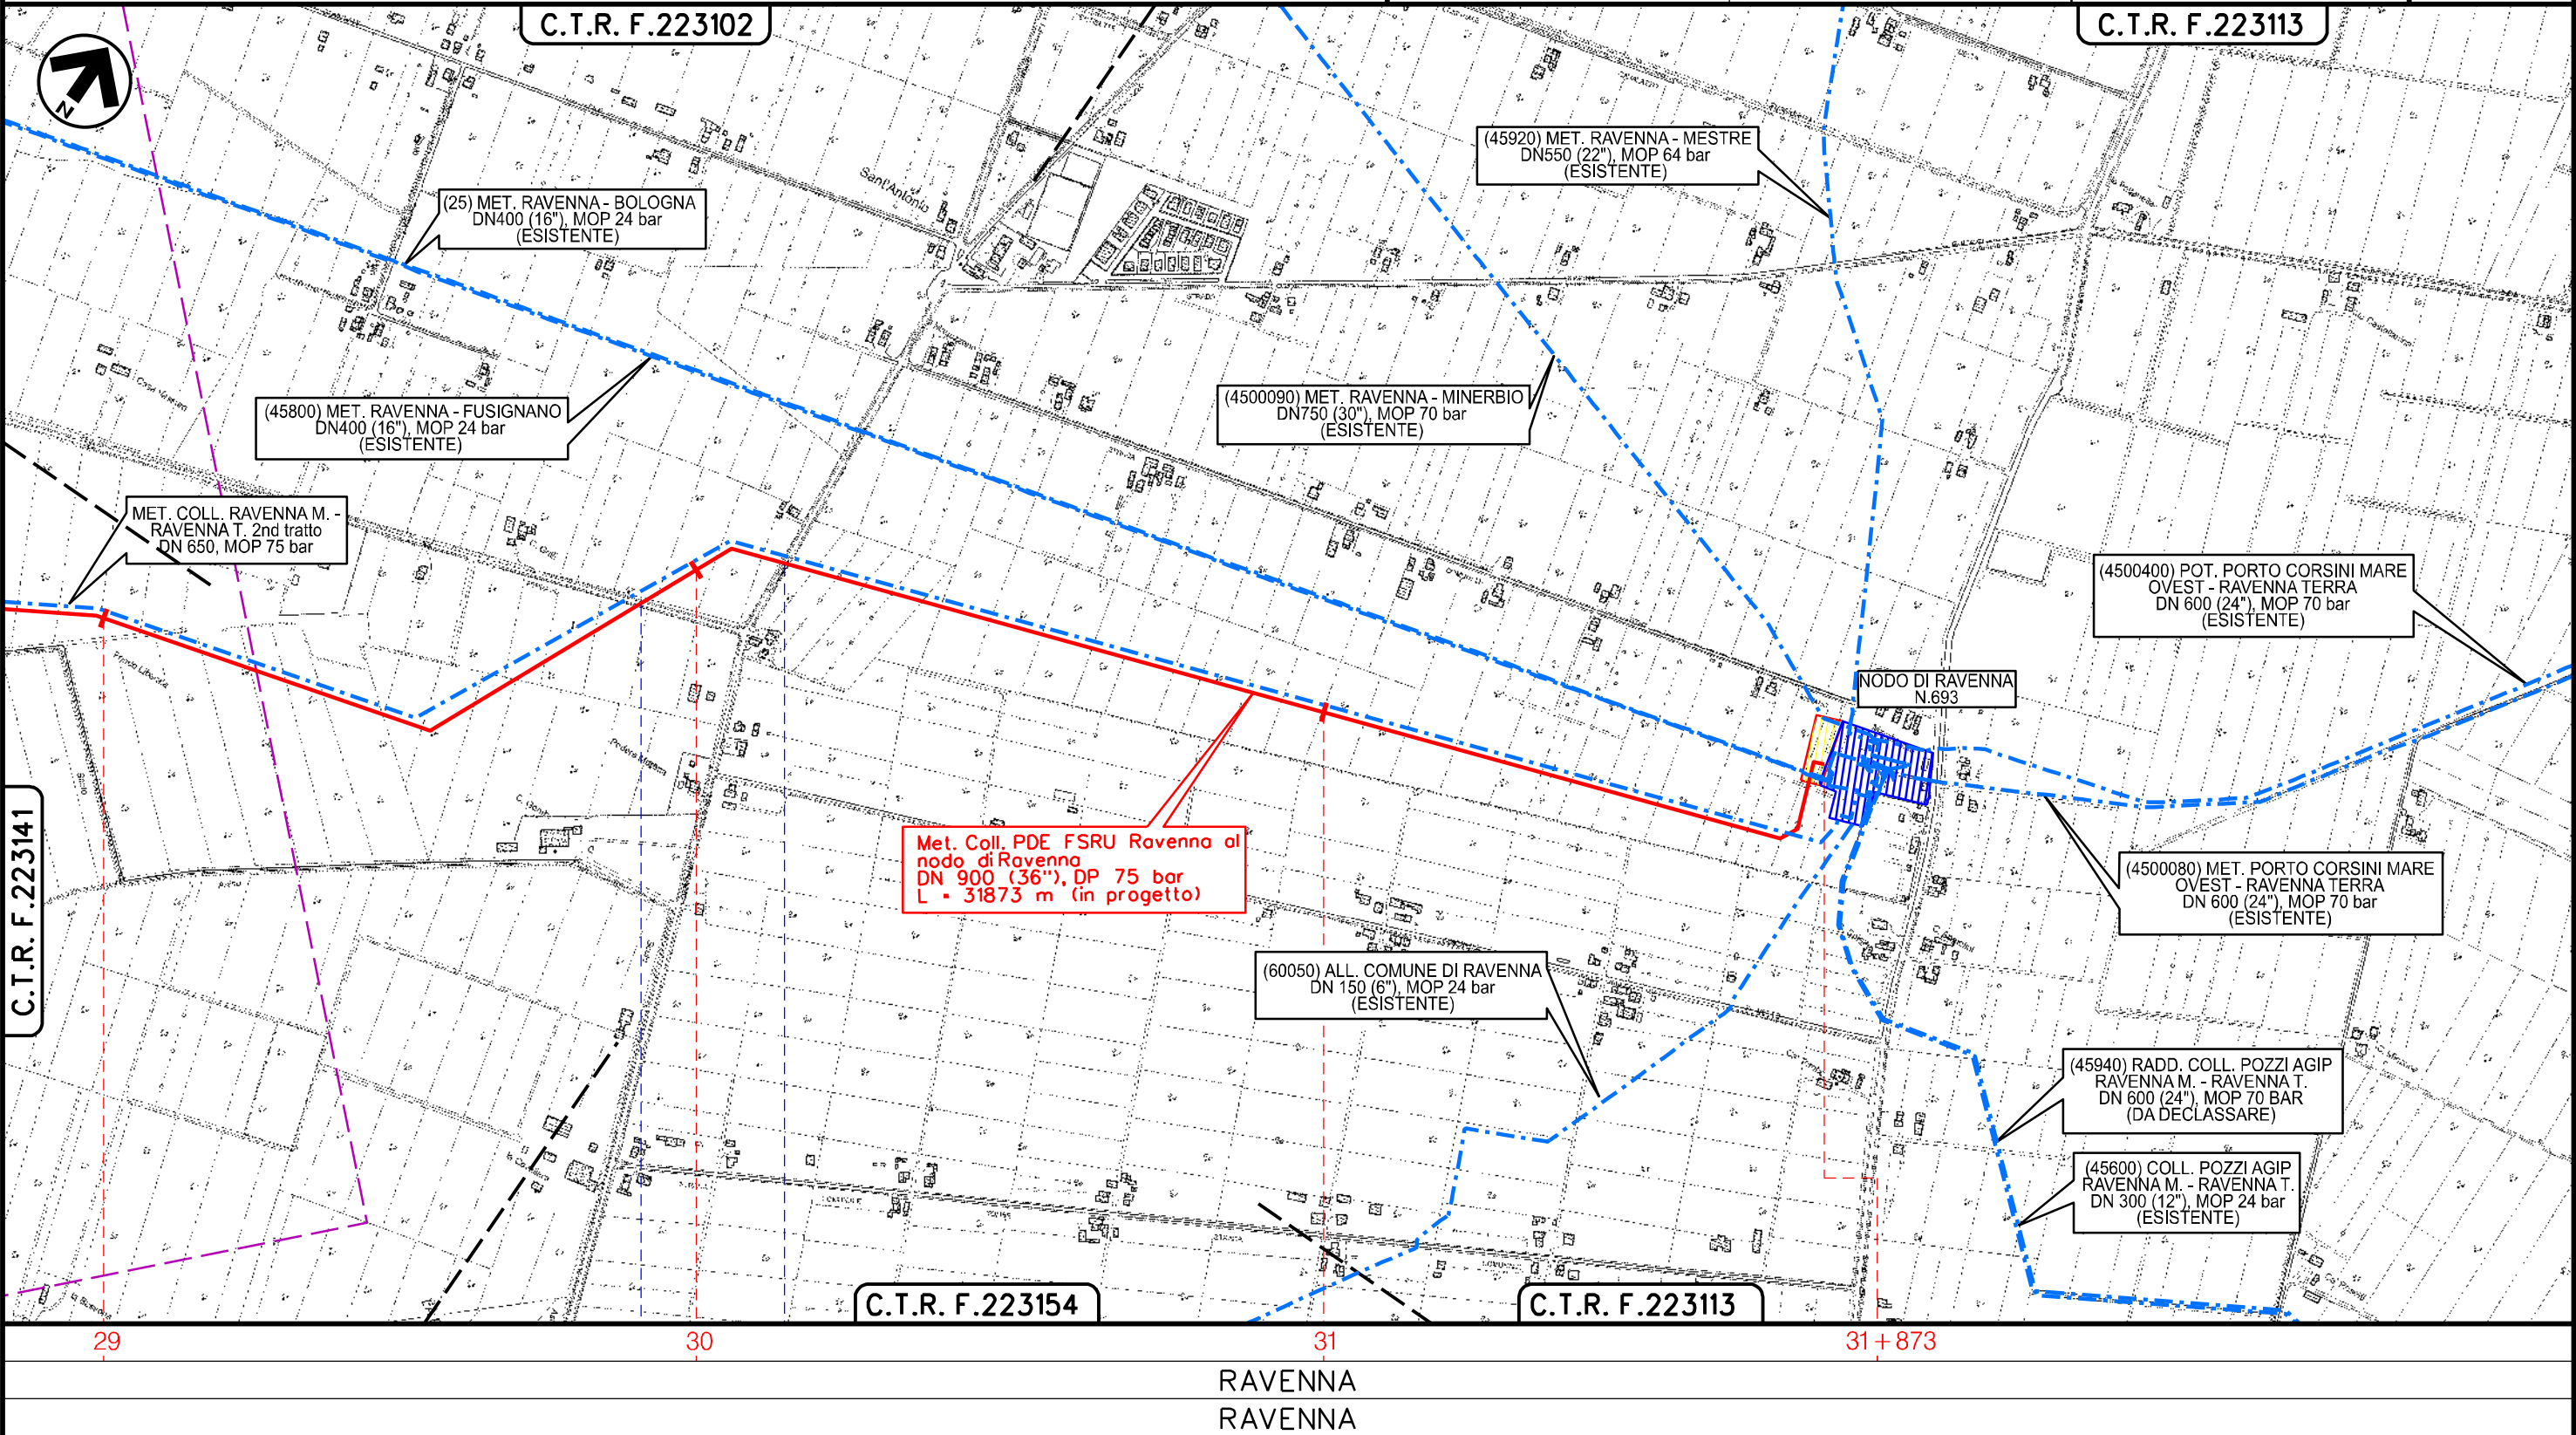 C.T.R. F.223102
C.T.R. F.223113
N
Sant'Antonio
(45920) MET. RAVENNA - MESTRE
DN550 (22"), MOP 64 bar
(ESISTENTE)
(25) MET. RAVENNA - BOLOGNA
DN400 (16"), MOP 24 bar
(ESISTENTE)
(4500090) MET. RAVENNA - MINERBIO
DN750 (30"), MOP 70 bar
(ESISTENTE)
(45800) MET. RAVENNA - FUSIGNANO
DN400 (16"), MOP 24 bar
(ESISTENTE)
MET. COLL. RAVENNA M. -
RAVENNA T. 2nd tratto
DN 650, MOP 75 bar
(4500400) POT. PORTO CORSINI MARE
OVEST - RAVENNA TERRA
DN 600 (24"), MOP 70 bar
(ESISTENTE)
NODO DI RAVENNA
N.693
Met. Coll. PDE FSRU Ravenna al
nodo di Ravenna
DN 900 (36"), DP 75 bar
L = 31873 m (in progetto)
(4500080) MET. PORTO CORSINI MARE
OVEST - RAVENNA TERRA
DN 600 (24"), MOP 70 bar
(ESISTENTE)
C.T.R. F.223141
(60050) ALL. COMUNE DI RAVENNA
DN 150 (6"), MOP 24 bar
(ESISTENTE)
(45940) RADD. COLL. POZZI AGIP
RAVENNA M. - RAVENNA T.
DN 600 (24"), MOP 70 BAR
(DA DECLASSARE)
(45600) COLL. POZZI AGIP
RAVENNA M. - RAVENNA T.
DN 300 (12"), MOP 24 bar
(ESISTENTE)
C.T.R. F.223154
C.T.R. F.223113
29
30
31
31+873
RAVENNA
RAVENNA